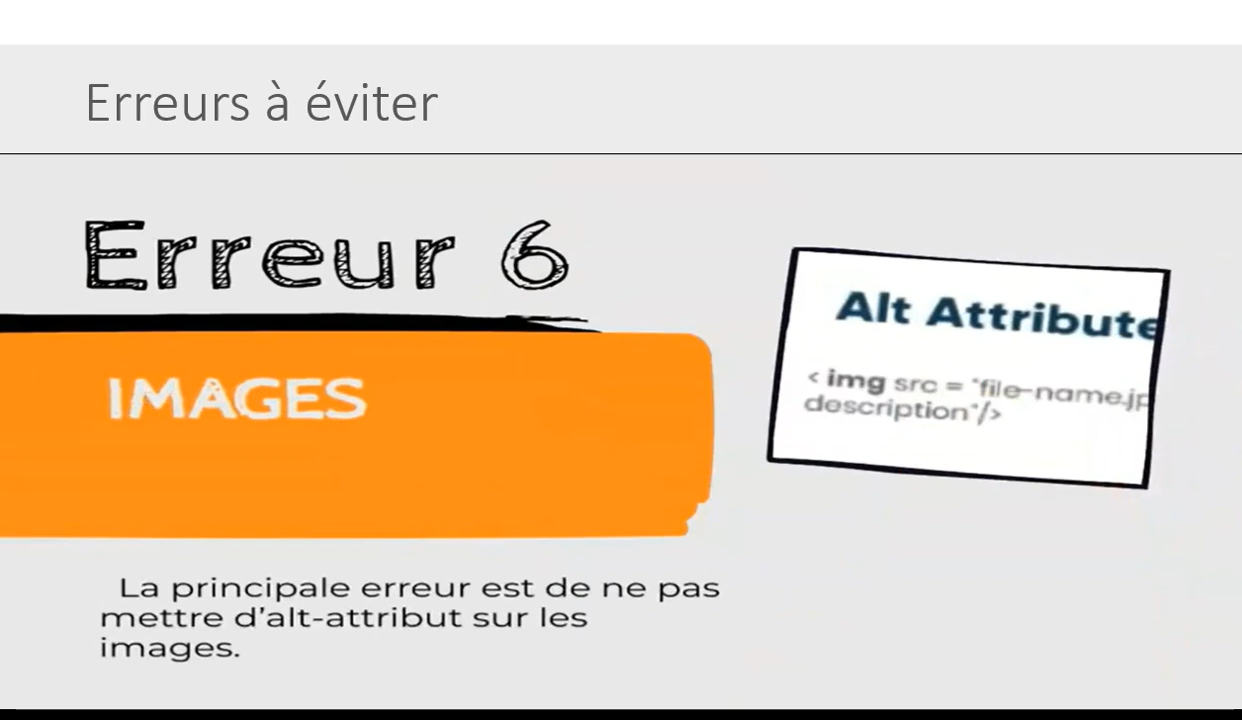 Erreurs à éviter
Erreur 6
IMAGES
La principale erreur est de ne pas
mettre d'alt-attribut sur les
images.
Alt Attribute
< img src = "file-name.jp
description"/>